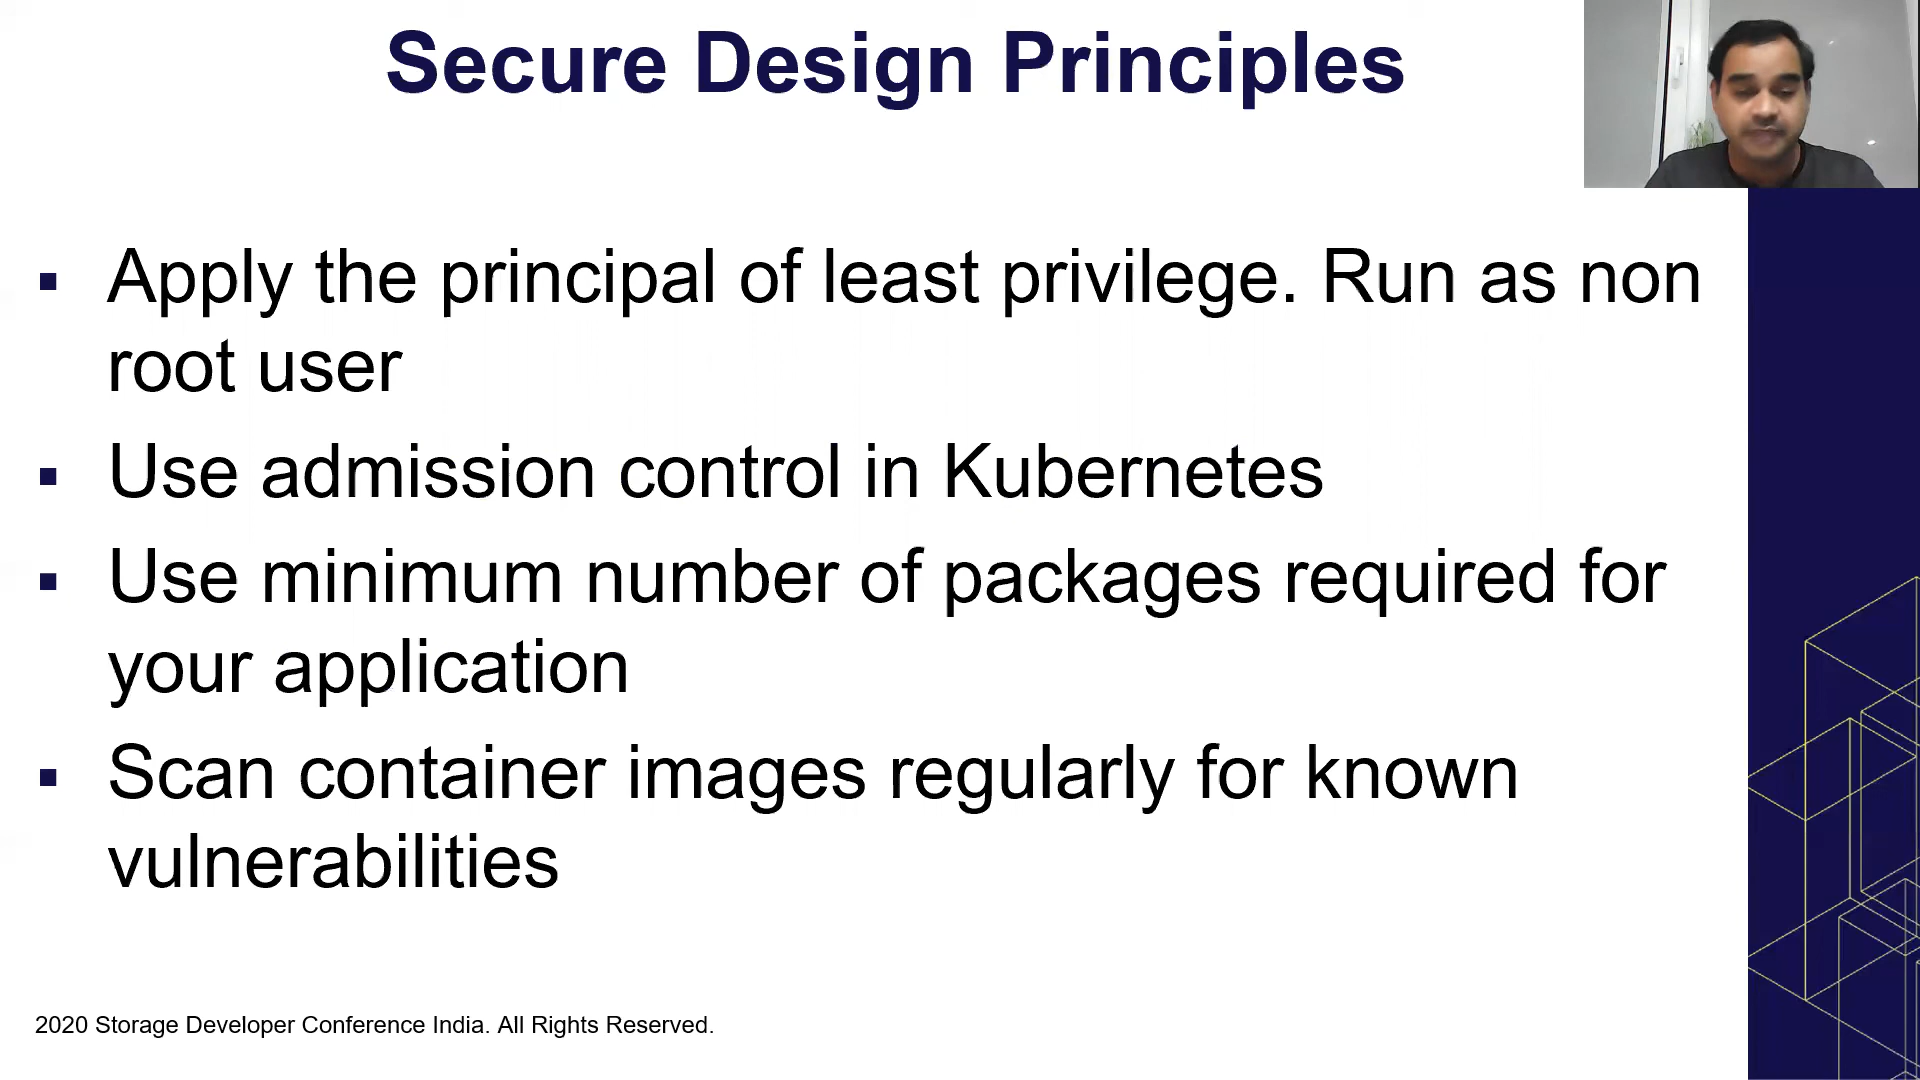 Secure Design Principles
▪ Apply the principal of least privilege. Run as non
root user
▪ Use admission control in Kubernetes
▪ Use minimum number of packages required for
your application
▪ Scan container images regularly for known
vulnerabilities
2020 Storage Developer Conference India. All Rights Reserved.